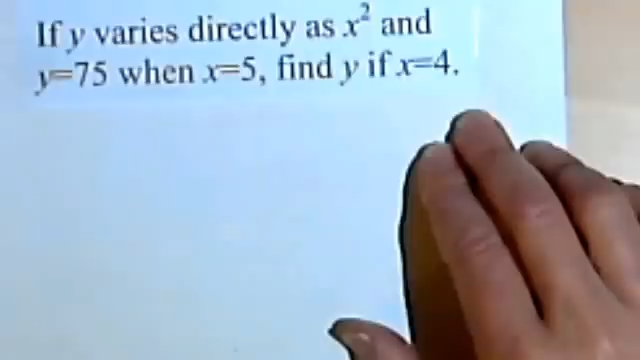 If y varies directly as x² and
y=75 when x=5, find y if x=4.